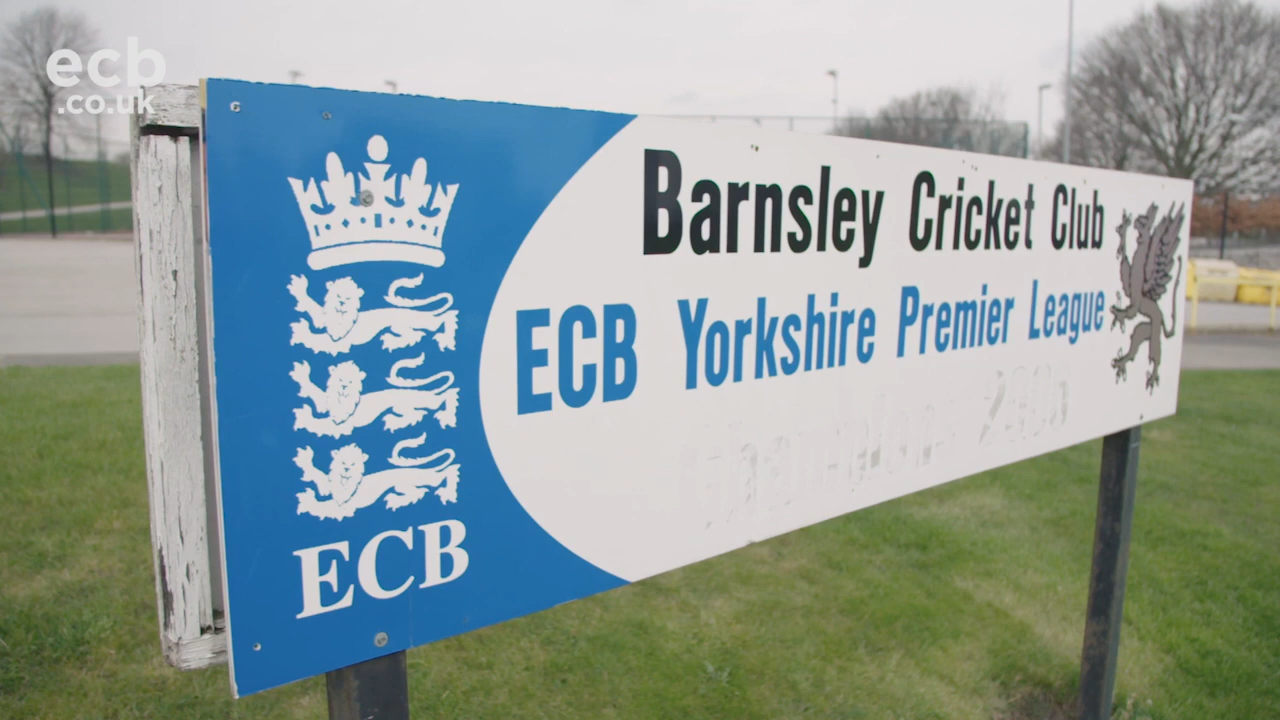 ecb
.co.uk
Barnsley Cricket Club
ECB Yorkshire Premier League
ECB